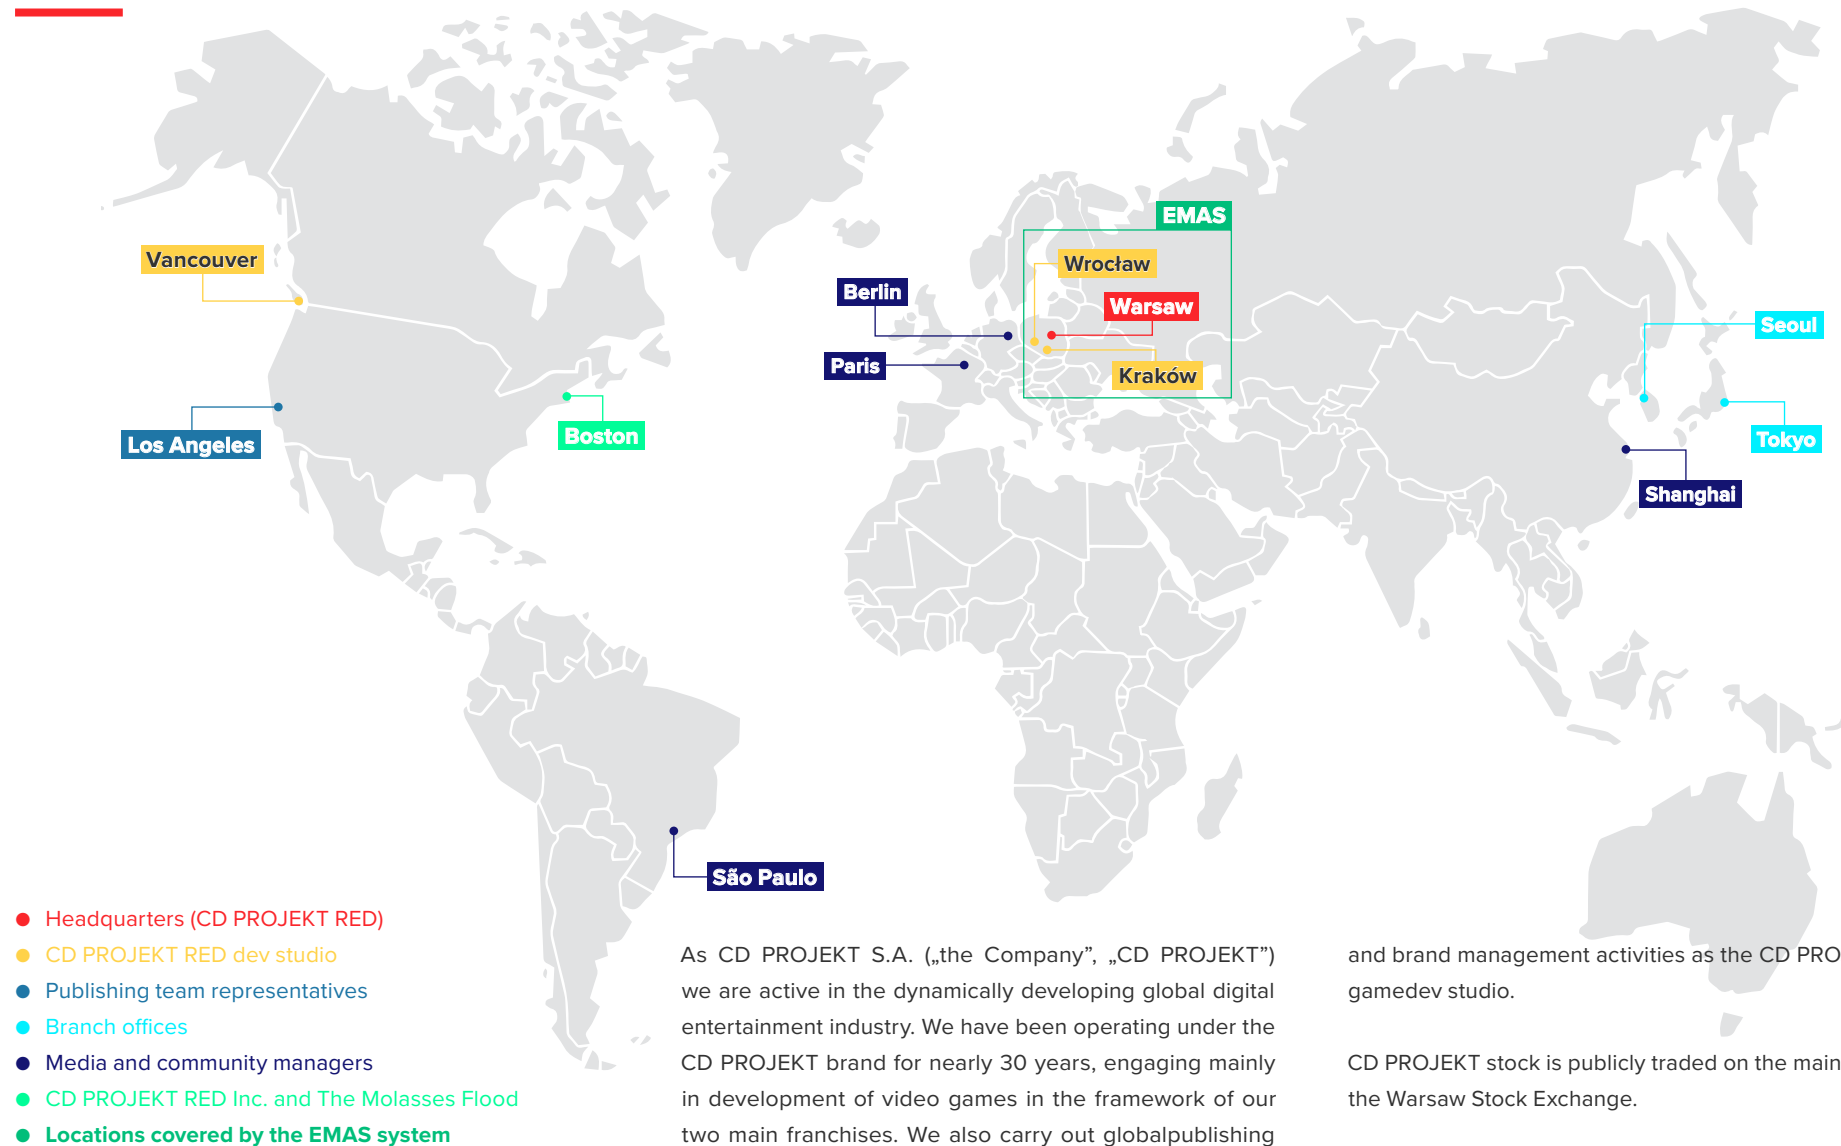 EMAS
Vancouver
Wrocław
Berlin
Warsaw
Seoul
Paris
Kraków
Los Angeles
Boston
Tokyo
Shanghai
São Paulo
Headquarters (CD PROJEKT RED)
CD PROJEKT RED dev studio
Publishing team representatives
Branch offices
Media and community managers
CD PROJEKT RED Inc. and The Molasses Flood
Locations covered by the EMAS system
As CD PROJEKT S.A. („the Company”, „CD PROJEKT”)
we are active in the dynamically developing global digital
entertainment industry. We have been operating under the
CD PROJEKT brand for nearly 30 years, engaging mainly
in development of video games in the framework of our
two main franchises. We also carry out globalpublishing
and brand management activities as the CD PRO
gamedev studio.
CD PROJEKT stock is publicly traded on the main
the Warsaw Stock Exchange.